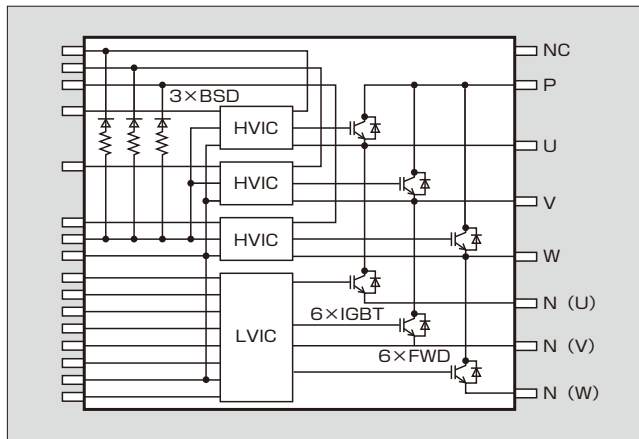 NC
P
3×BSD
HVIC
U
HVIC
V
HVIC
W
LVIC
6×IGBT
N (U)
6×FWD
N (V)
N (W)